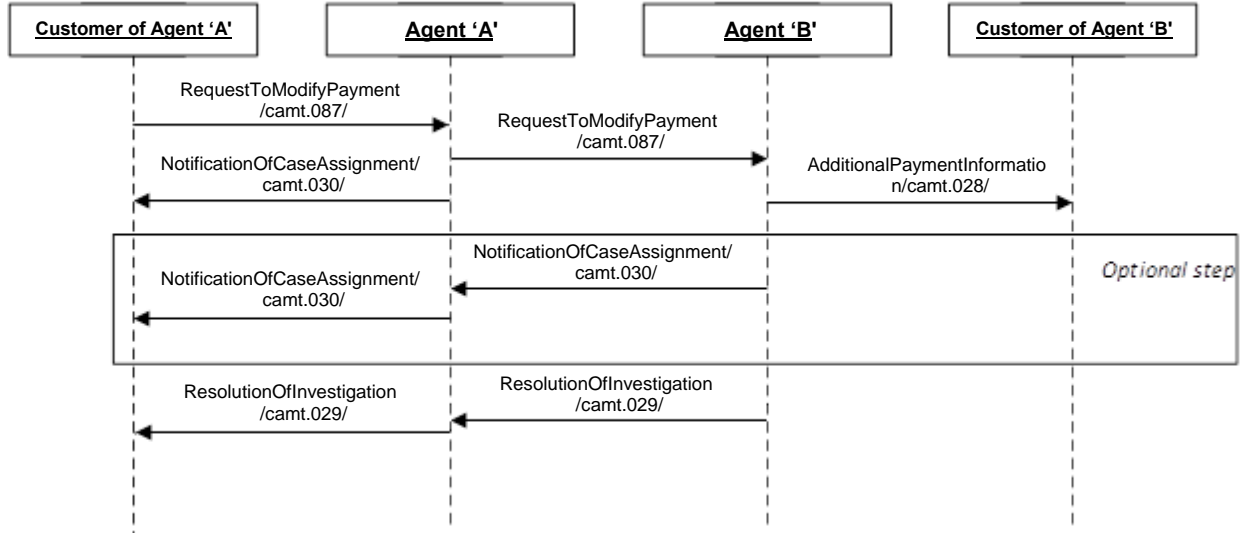 Customer of Agent ‘A'
Agent ‘A'
Agent ‘B'
Customer of Agent ‘B'
RequestToModifyPayment
/camt.087/
RequestToModifyPayment
/camt.087/
NotificationOfCaseAssignment/
camt.030/
AdditionalPaymentInformatio
n/camt.028/
NotificationOfCaseAssignment/
camt.030/
Optional step
NotificationOfCaseAssignment/
camt.030/
ResolutionOfInvestigation
/camt.029/
ResolutionOfInvestigation
/camt.029/